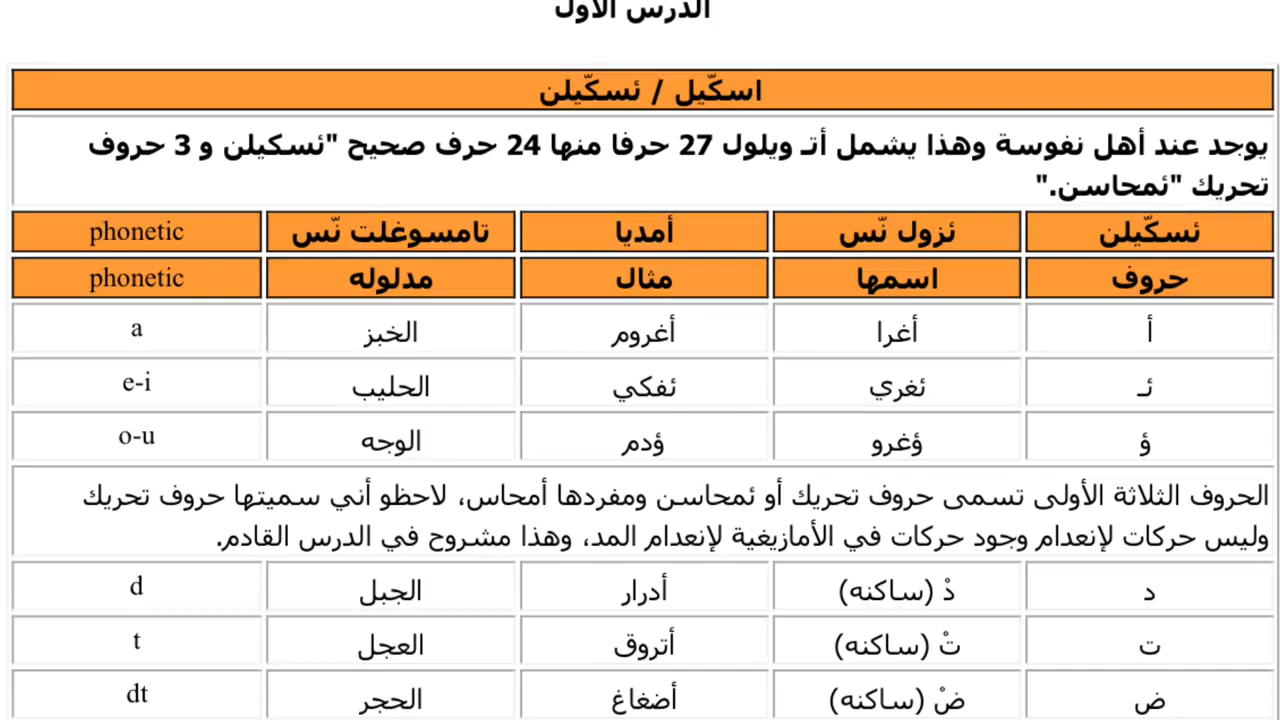 الدرس الأول
اسكّيل / ئسكّيلن
يوجد عند أهل نفوسة وهذا يشمل أتـ ويلول 27 حرفا منها 24 حرف صحيح "ئسكيلن و 3 حروف
تحريك "ئمحاسن."
ئسكّيلن ئزول نّس أمديا تامسوغلت نّس phonetic
حروف اسمها مثال مدلوله phonetic
أ أغرا أغروم الخبز a
ئـ ئغري ئفكي الحليب e-i
ؤ ؤغرو ؤدم الوجه o-u
الحروف الثلاثة الأولى تسمى حروف تحريك أو ئمحاسن ومفردها أمحاس، لاحظو أني سميتها حروف تحريك
وليس حركات لإنعدام وجود حركات في الأمازيغية لإنعدام المد، وهذا مشروح في الدرس القادم.
د دْ (ساكنه) أدرار الجبل d
ت تْ (ساكنه) أتروق العجل t
ض ضْ (ساكنه) أضغاغ الحجر dt